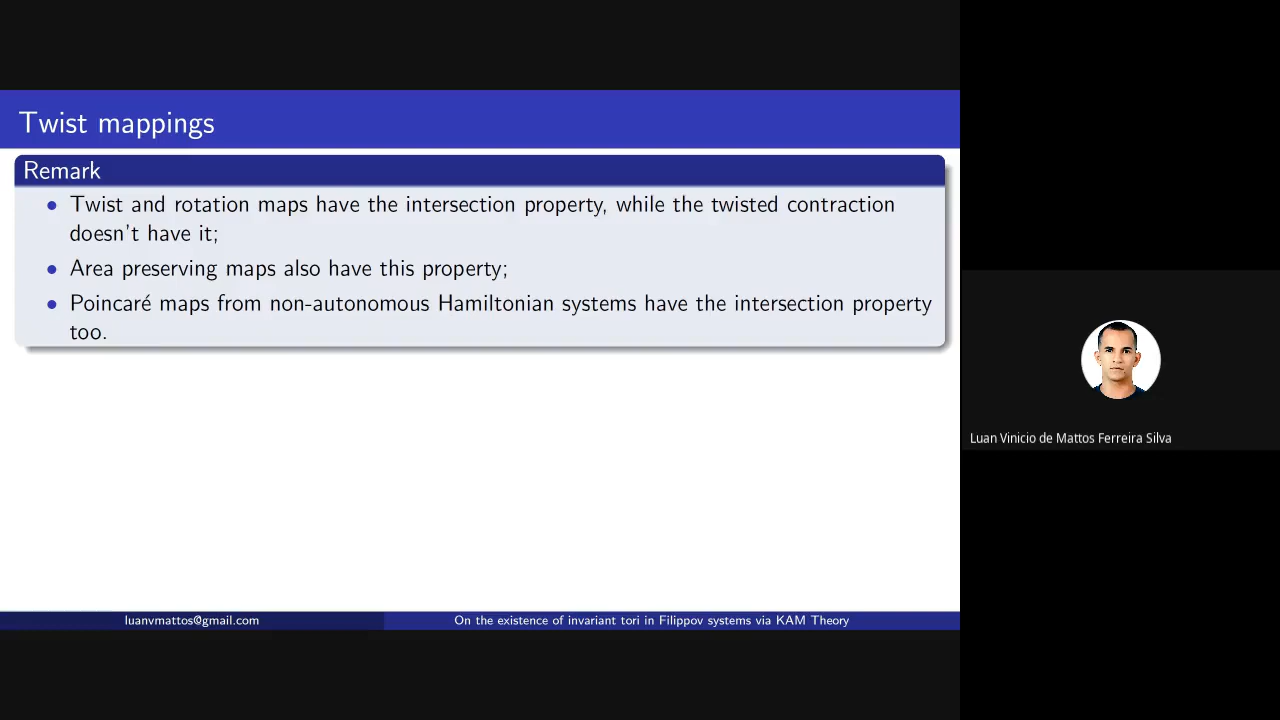 Twist mappings
Remark
• Twist and rotation maps have the intersection property, while the twisted contraction
doesn't have it;
• Area preserving maps also have this property;
• Poincaré maps from non-autonomous Hamiltonian systems have the intersection property
too.
Luan Vinicio de Mattos Ferreira Silva
luanvmattos@gmail.com
On the existence of invariant tori in Filippov systems via KAM Theory